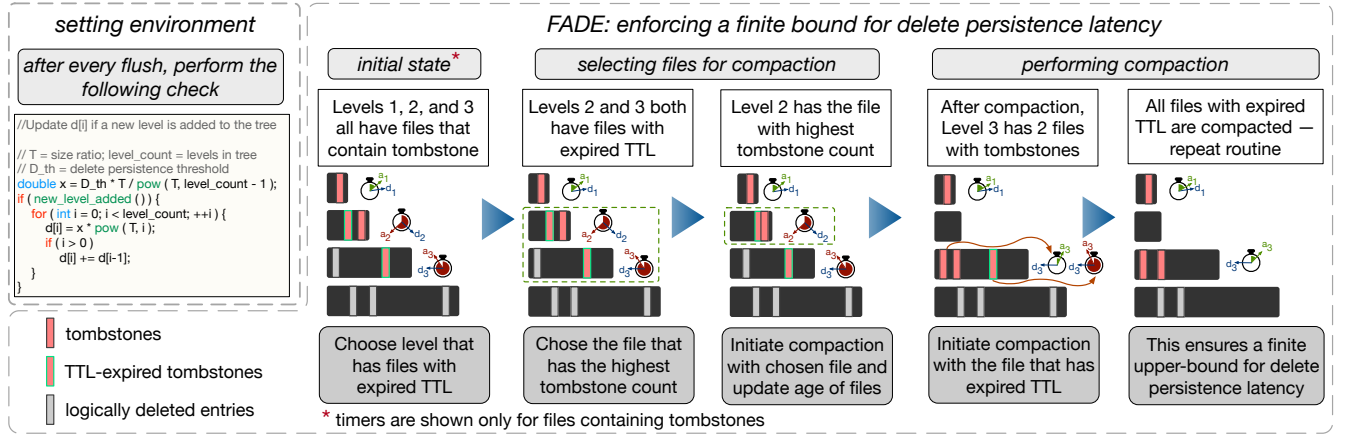 setting environment
after every flush, perform the
following check
//Update d[i] if a new level is added to the tree
// T = size ratio; level_count = levels in tree
// D_th = delete persistence threshold
double x = D_th * T / pow ( T, level_count - 1 );
if ( new_level_added () ) {
for ( int i = 0; i < level_count; ++i ) {
d[i] = x * pow ( T, i );
if ( i > 0 )
d[i] += d[i-1];
}
}
tombstones
TTL-expired tombstones
logically deleted entries
FADE: enforcing a finite bound for delete persistence latency
initial state*
selecting files for compaction
performing compaction
Levels 1, 2, and 3
all have files that
contain tombstone
Levels 2 and 3 both
have files with
expired TTL
Level 2 has the file
with highest
tombstone count
After compaction,
Level 3 has 2 files
with tombstones
All files with expired
TTL are compacted —
repeat routine
a1
d1
a2
d2
a3
d3
a1
d1
a2
d2
a3
d3
a1
d1
a2
d2
a3
d3
a1
d1
a1
a3
d3
d3
a1
d1
a1
d3
Choose level that
has files with
expired TTL
Chose the file that
has the highest
tombstone count
Initiate compaction
with chosen file and
update age of files
Initiate compaction
with the file that has
expired TTL
This ensures a finite
upper-bound for delete
persistence latency
* timers are shown only for files containing tombstones